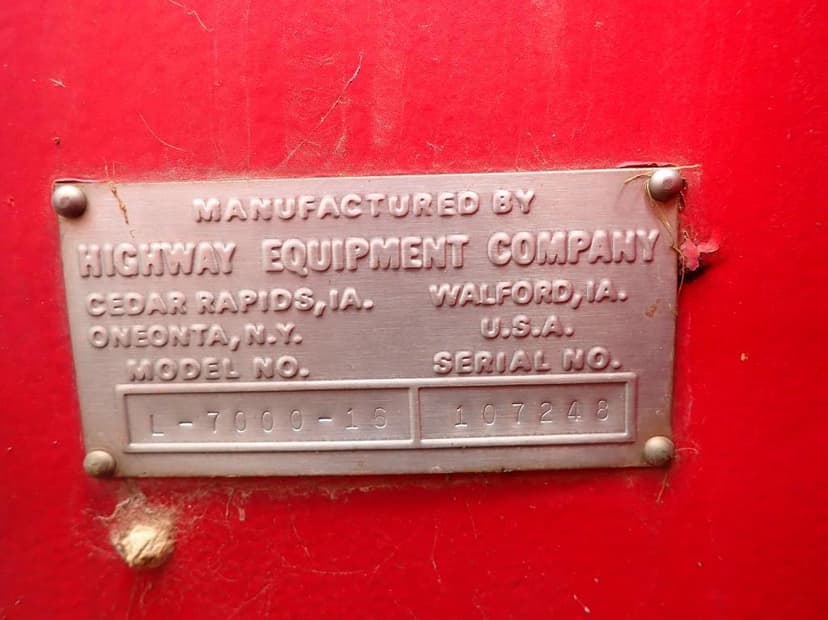 MANUFACTURED BY
HIGHWAY EQUIPMENT COMPANY
CEDAR RAPIDS, IA. WALFORD, IA.
ONEONTA, N.Y. U.S.A.
MODEL NO. SERIAL NO.
L-7000-16 107248